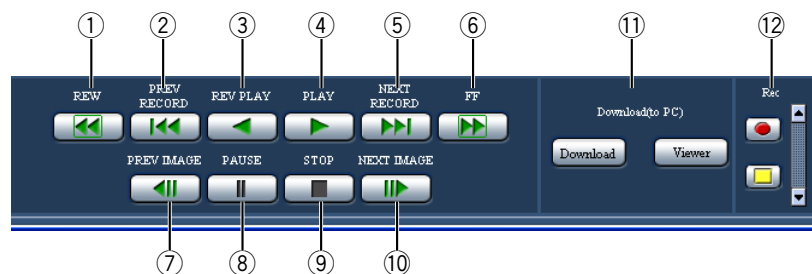 ① ② ③ ④ ⑤ ⑥ ⑪ ⑫
REW PREV RECORD REV PLAY PLAY NEXT RECORD FF Rec
Download(to PC)
Download Viewer
PREV IMAGE PAUSE STOP NEXT IMAGE
⑦ ⑧ ⑨ ⑩